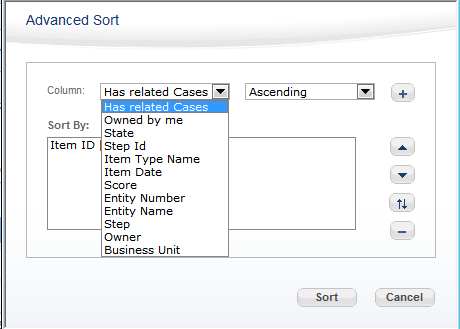 Advanced Sort
Column: Has related Cases Ascending
Has related Cases
Owned by me
State
Sort By:
Step Id
Item ID
Item Type Name
Item Date
Score
Entity Number
Entity Name
Step
Owner
Business Unit
Sort Cancel